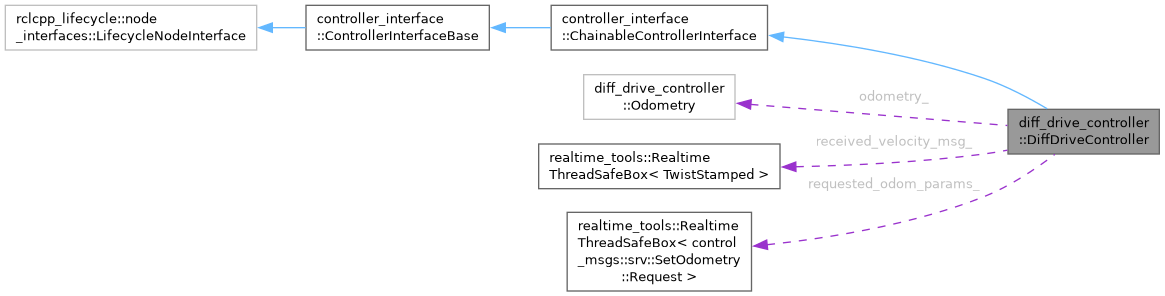 rclcpp_lifecycle::node
_interfaces::LifecycleNodeInterface
controller_interface
::ControllerInterfaceBase
controller_interface
::ChainableControllerInterface
diff_drive_controller
::Odometry
odometry_
diff_drive_controller
::DiffDriveController
received_velocity_msg_
realtime_tools::Realtime
ThreadSafeBox< TwistStamped >
requested_odom_params_
realtime_tools::Realtime
ThreadSafeBox< control
_msgs::srv::SetOdometry
::Request >